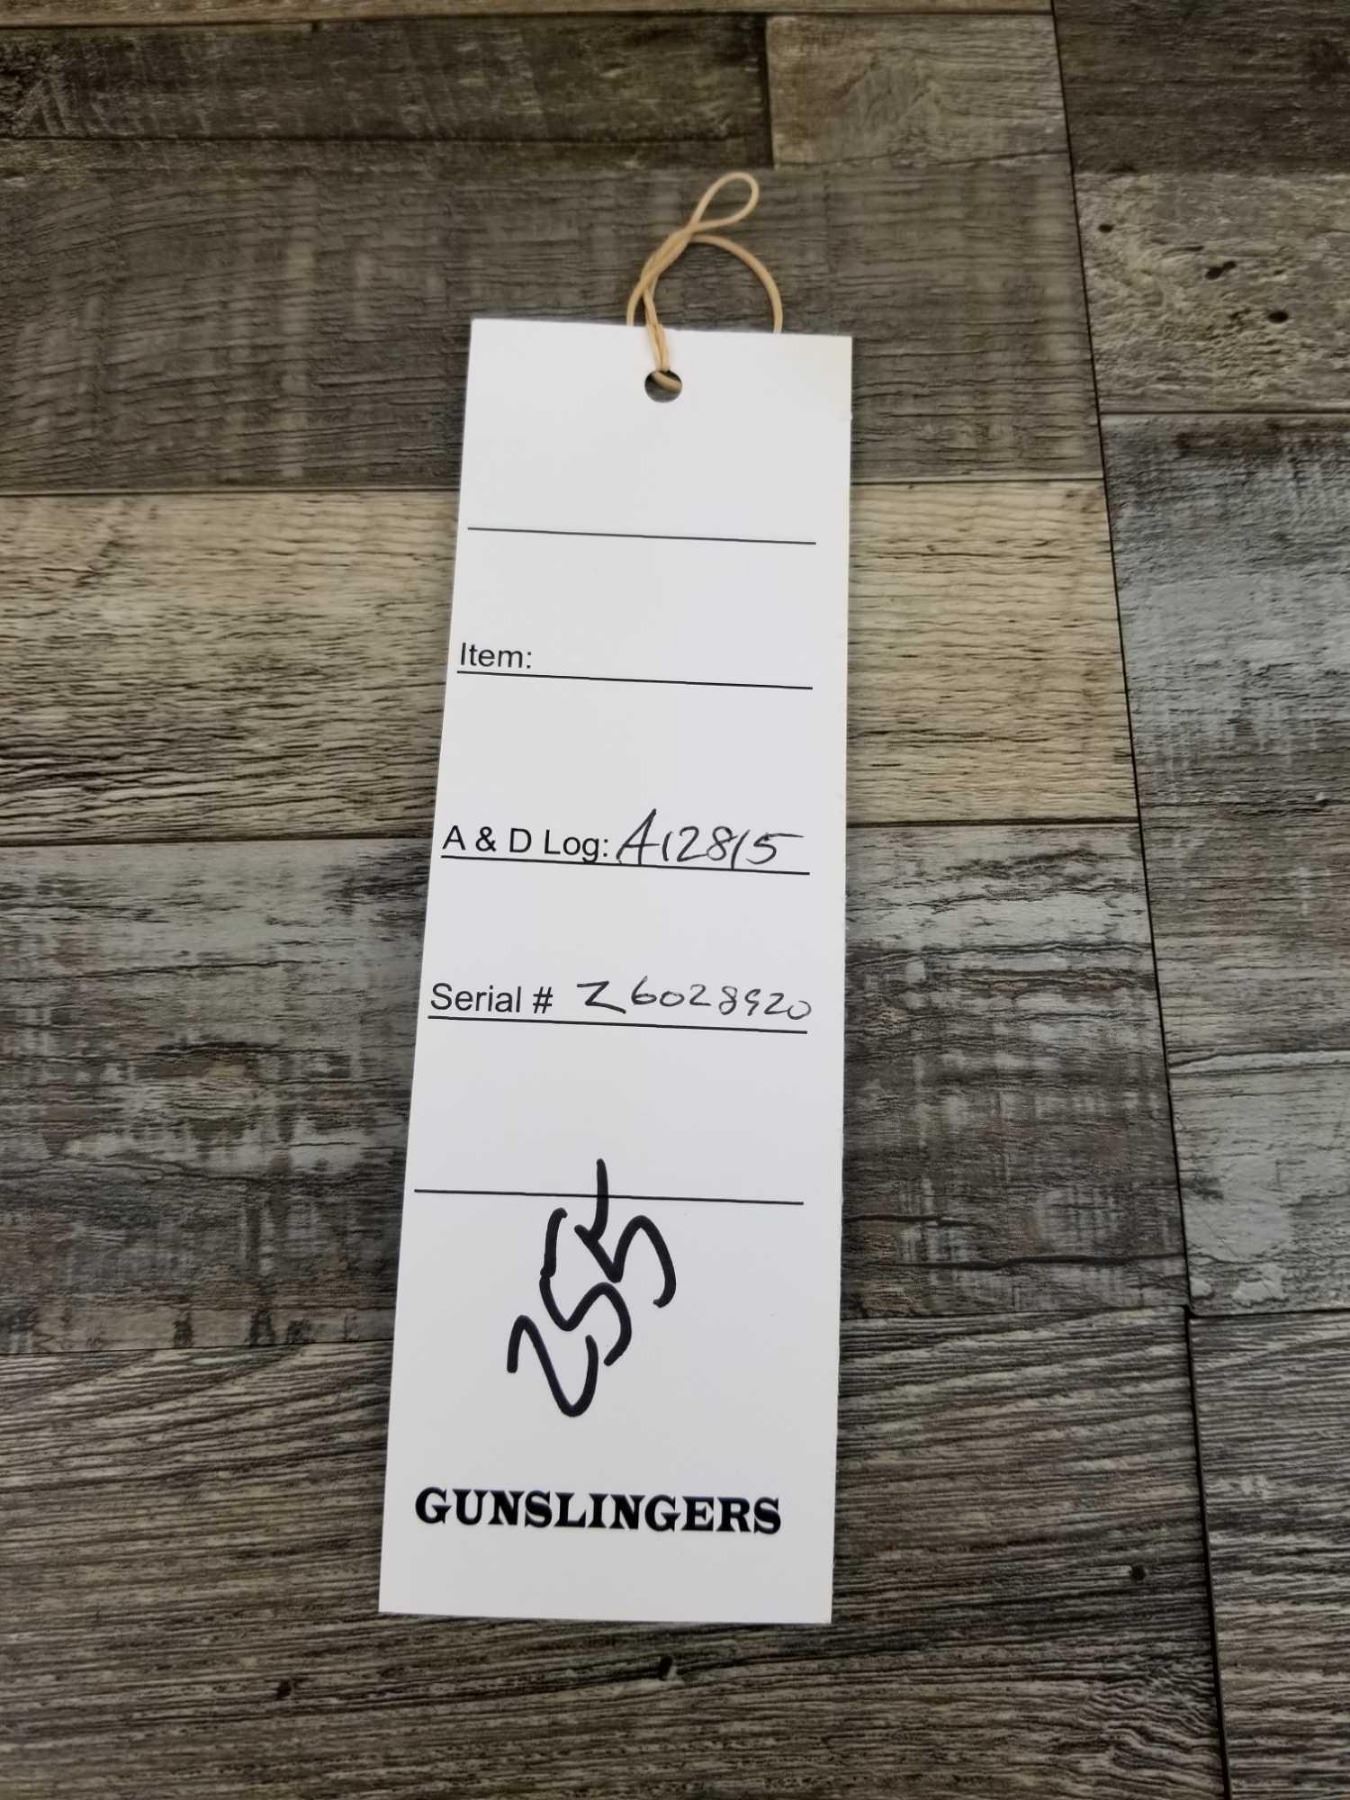 Item:
A & D Log: A12815
Serial # Z6028920
255
GUNSLINGERS